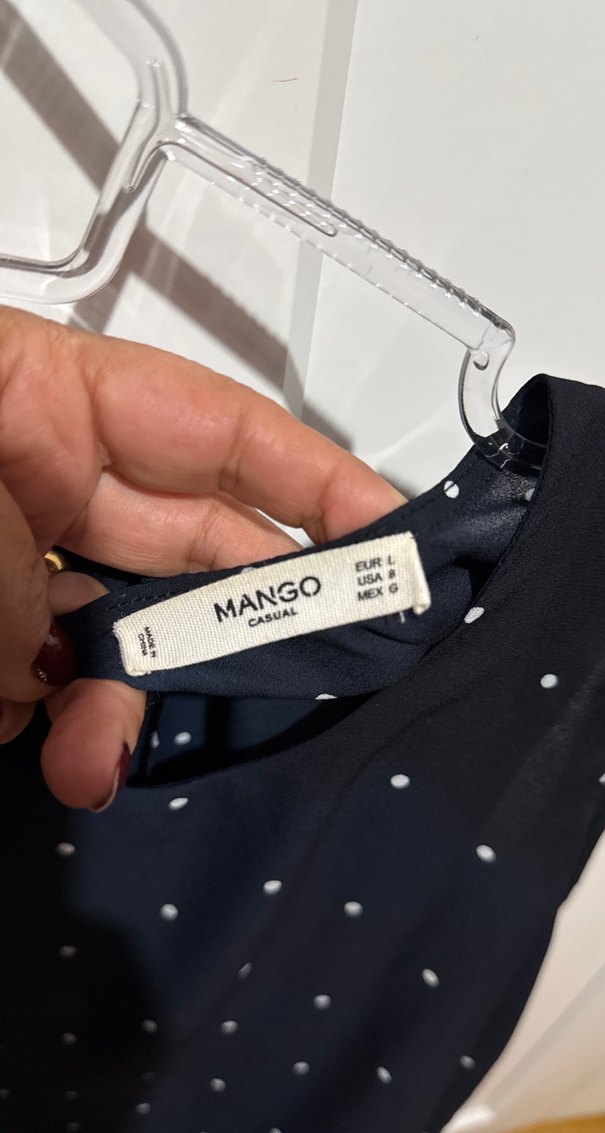 MANGO
CASUAL
EUR L
USA 8
MEX G
MADE IN
CHINA